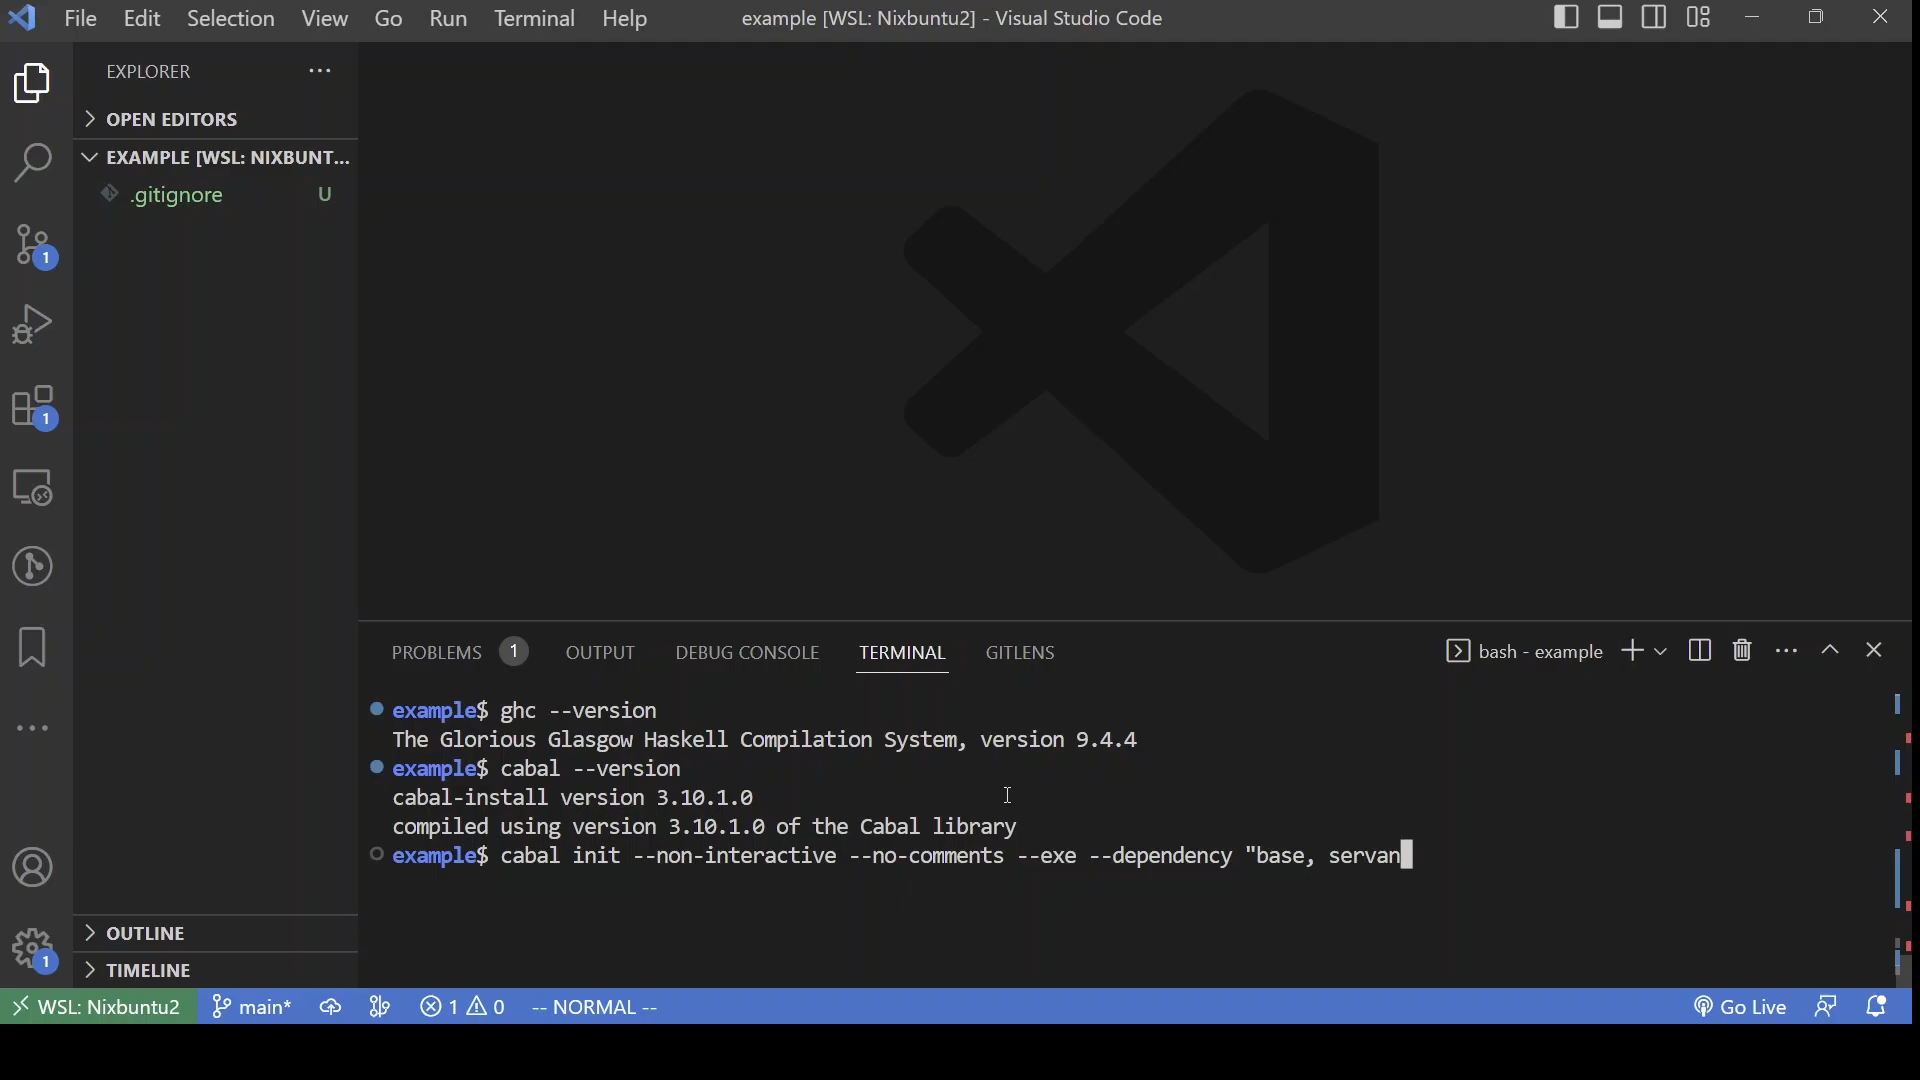 File Edit Selection View Go Run Terminal Help example [WSL: Nixbuntu2] - Visual Studio Code
EXPLORER
OPEN EDITORS
EXAMPLE [WSL: NIXBUNT...
.gitignore U
1
1
PROBLEMS 1 OUTPUT DEBUG CONSOLE TERMINAL GITLENS bash - example
example$ ghc --version
The Glorious Glasgow Haskell Compilation System, version 9.4.4
example$ cabal --version
cabal-install version 3.10.1.0
compiled using version 3.10.1.0 of the Cabal library
example$ cabal init --non-interactive --no-comments --exe --dependency "base, servan
OUTLINE
1
TIMELINE
WSL: Nixbuntu2 main* 1 0 -- NORMAL -- Go Live